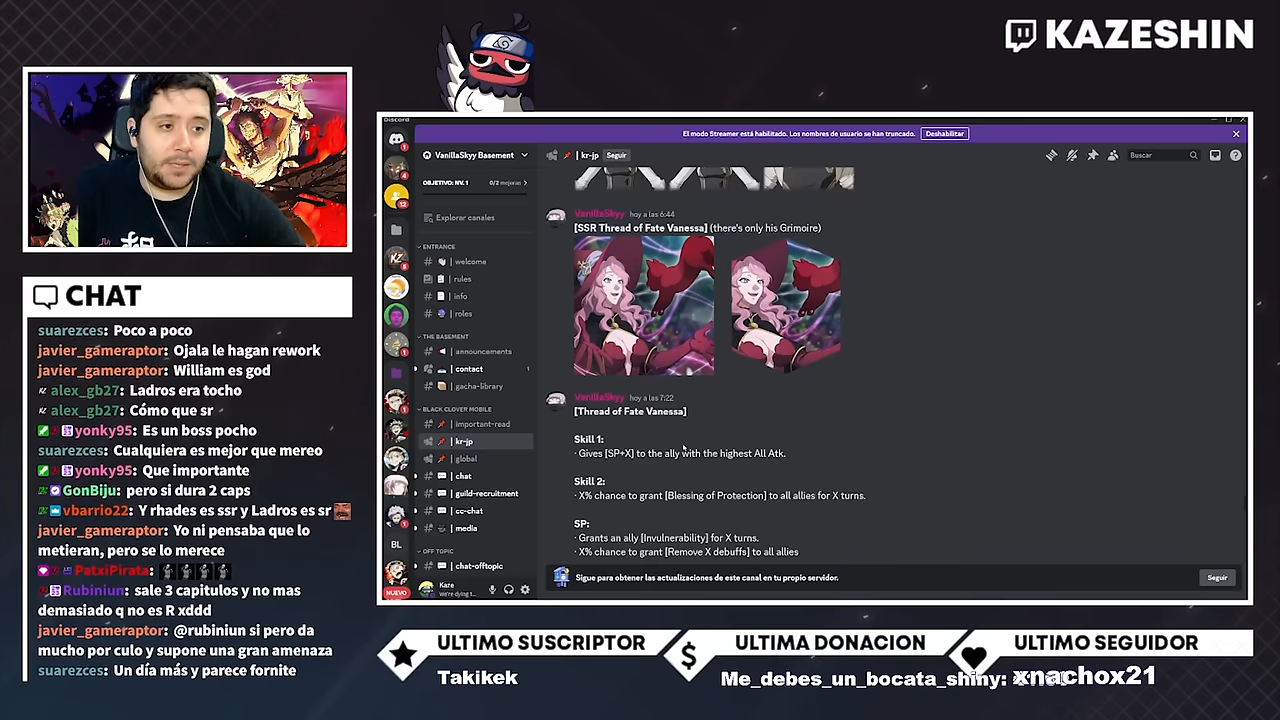 KAZESHIN
CHAT
suarezces: Poco a poco
javier_gameraptor: Ojala le hagan rework
javier_gameraptor: William es god
alex_gb27: Ladros era tocho
alex_gb27: Cómo que sr
yonky95: Es un boss pocho
suarezces: Cualquiera es mejor que mereo
yonky95: Que importante
GonBiju: pero si dura 2 caps
vbarrio22: Y rhades es ssr y Ladros es sr
javier_gameraptor: Yo ni pensaba que lo
metieran, pero se lo merece
PatxiPirata:
Rubiniun: sale 3 capitulos y no mas
demasiado q no es R xddd
javier_gameraptor: @rubiniun si pero da
mucho por culo y supone una gran amenaza
suarezces: Un día más y parece fornite
Discord
El modo Streamer está habilitado. Los nombres de usuario se han truncado. Deshabilitar
VanillaSkyy Basement
OBJETIVO: NV. 1 0/2 mejoras
Explorar canales
ENTRANCE
welcome
rules
info
roles
THE BASEMENT
announcements
contact 1
gacha-library
BLACK CLOVER MOBILE
important-read
kr-jp
global
chat
guild-recruitment
cc-chat
media
OFF TOPIC
chat-offtopic
KZ
BL
NUEVO
Kaze
We're dying t...
kr-jp Seguir
Buscar
VanillaSkyy hoy a las 6:44
[SSR Thread of Fate Vanessa] (there's only his Grimoire)
VanillaSkyy hoy a las 7:22
[Thread of Fate Vanessa]
Skill 1:
· Gives [SP+X] to the ally with the highest All Atk.
Skill 2:
· X% chance to grant [Blessing of Protection] to all allies for X turns.
SP:
· Grants an ally [Invulnerability] for X turns.
· X% chance to grant [Remove X debuffs] to all allies
Sigue para obtener las actualizaciones de este canal en tu propio servidor. Seguir
ULTIMO SUSCRIPTOR
Takikek
ULTIMA DONACION
Me_debes_un_bocata_shiny:
ULTIMO SEGUIDOR
xnachox21